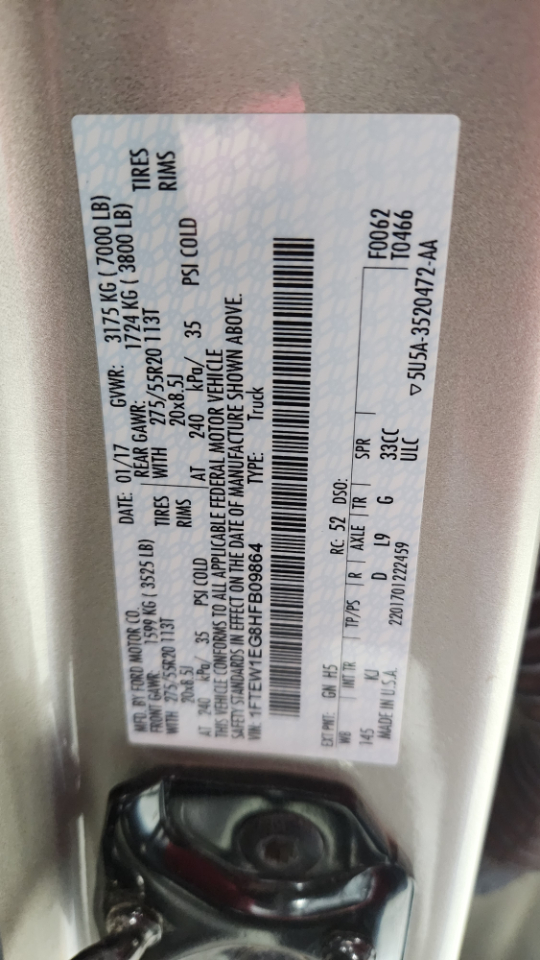 MFD. BY FORD MOTOR CO. DATE: 01/17 GVWR: 3175 KG ( 7000 LB)
FRONT GAWR: REAR GAWR: 1724 KG ( 3800 LB)
1599 KG ( 3525 LB) TIRES WITH 275/55R20 113T TIRES
WITH 275/55R20 113T RIMS 20x8.5J RIMS
20x8.5J
AT 240 kPa/ 35 PSI COLD AT 240 kPa/ 35 PSI COLD
THIS VEHICLE CONFORMS TO ALL APPLICABLE FEDERAL MOTOR VEHICLE
SAFETY STANDARDS IN EFFECT ON THE DATE OF MANUFACTURE SHOWN ABOVE.
VIN: 1FTEW1EG8HFB09864 TYPE: Truck
EXT PNT: GN H5 RC: 52 DSO: F0062
WB INT TR TP/PS R AXLE TR SPR T0466
145 KJ D L9 G 33CC
MADE IN U.S.A. 2201701222459 ULC
▽ 5U5A-3520472-AA